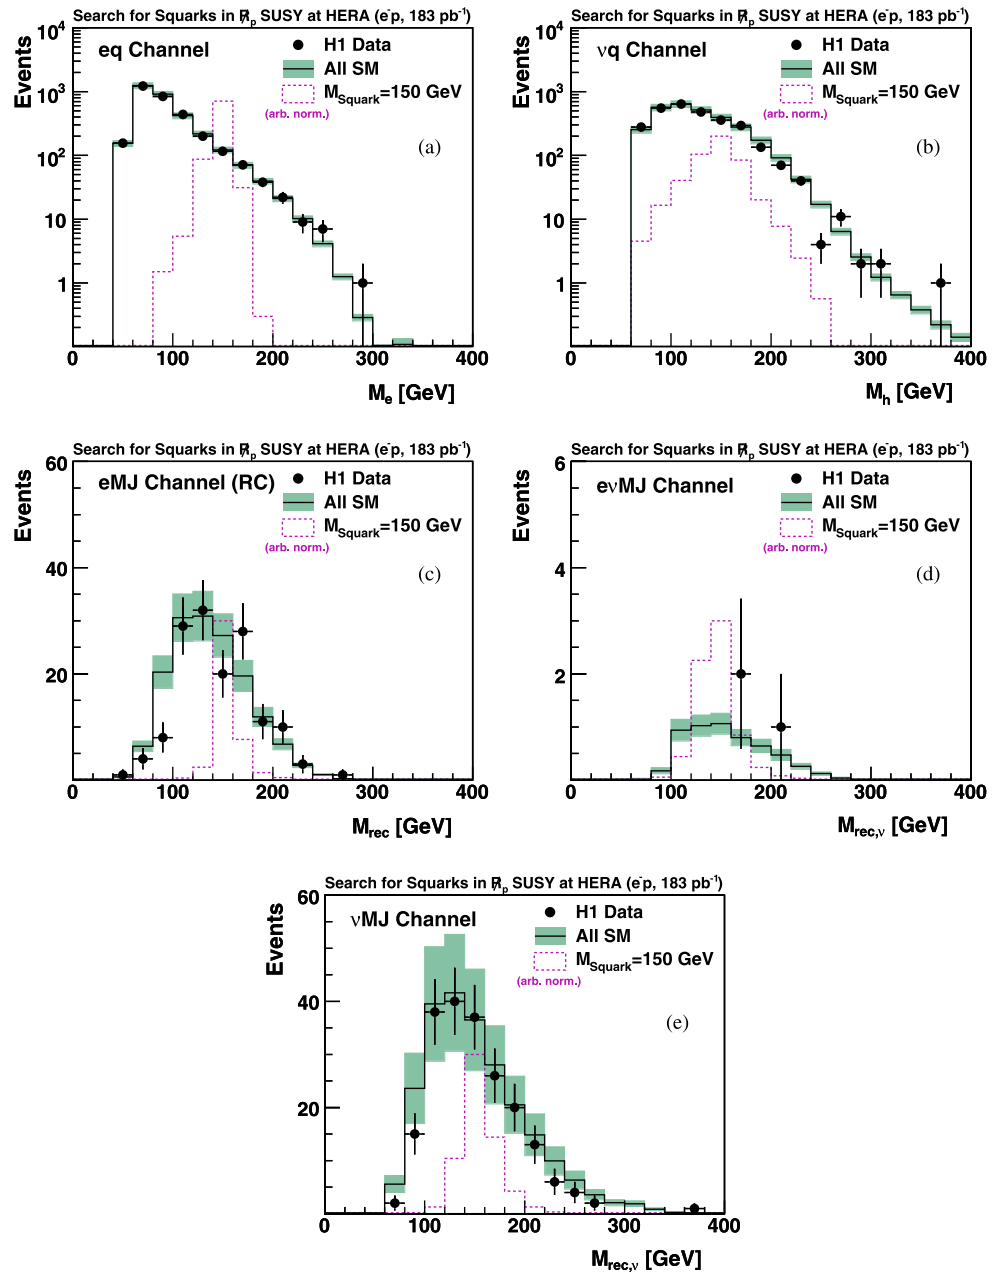 Search for Squarks in R̸p SUSY at HERA (e⁻p, 183 pb⁻¹)
Events
10⁴
10³
10²
10
1
eq Channel
H1 Data
All SM
M_Squark=150 GeV
(arb. norm.)
(a)
0 100 200 300 400
M_e [GeV]
Search for Squarks in R̸p SUSY at HERA (e⁻p, 183 pb⁻¹)
Events
10⁴
10³
10²
10
1
νq Channel
H1 Data
All SM
M_Squark=150 GeV
(arb. norm.)
(b)
0 100 200 300 400
M_h [GeV]
Search for Squarks in R̸p SUSY at HERA (e⁻p, 183 pb⁻¹)
Events
60
40
20
eMJ Channel (RC)
H1 Data
All SM
M_Squark=150 GeV
(arb. norm.)
(c)
0 100 200 300 400
M_rec [GeV]
Search for Squarks in R̸p SUSY at HERA (e⁻p, 183 pb⁻¹)
Events
6
4
2
eνMJ Channel
H1 Data
All SM
M_Squark=150 GeV
(arb. norm.)
(d)
0 100 200 300 400
M_rec,ν [GeV]
Search for Squarks in R̸p SUSY at HERA (e⁻p, 183 pb⁻¹)
Events
60
40
20
νMJ Channel
H1 Data
All SM
M_Squark=150 GeV
(arb. norm.)
(e)
0 100 200 300 400
M_rec,ν [GeV]